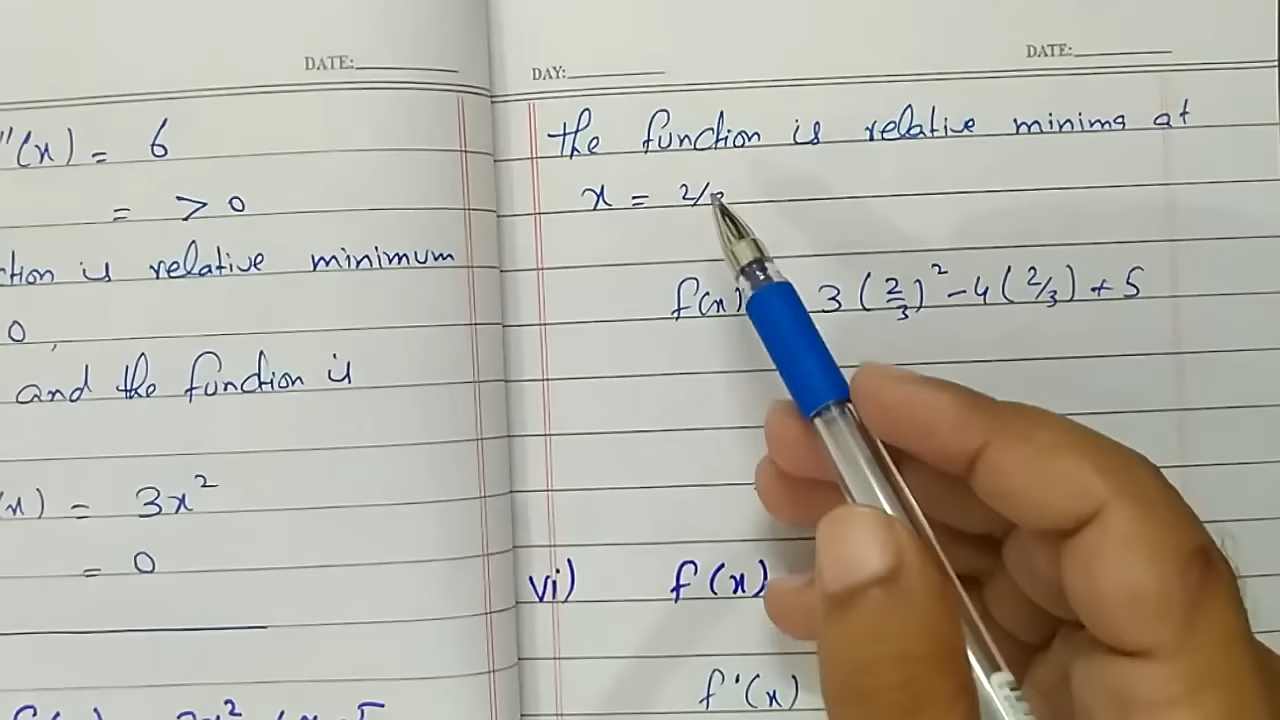 DATE:
"(x) = 6
= > 0
ction is relative minimum
0,
and the function is
(x) = 3x²
= 0
DAY:
DATE:
the function is relative minima at
x = 2/
f(x) 3 (2/3)² - 4 (2/3) + 5
vi) f(x)
f'(x)